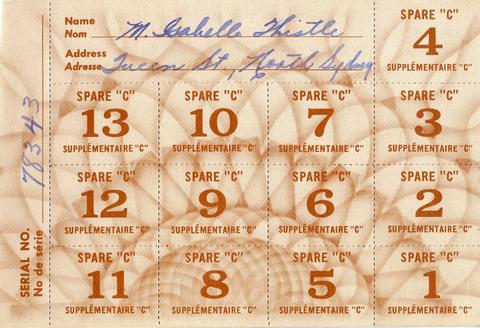 Name
Nom M. Isabella Thistle
Address
Adresse St., North Sydney
SPARE "C"
4
SUPPLÉMENTAIRE "C"
SPARE "C"
13
SUPPLÉMENTAIRE "C"
SPARE "C"
10
SUPPLÉMENTAIRE "C"
SPARE "C"
7
SUPPLÉMENTAIRE "C"
SPARE "C"
3
SUPPLÉMENTAIRE "C"
SPARE "C"
12
SUPPLÉMENTAIRE "C"
SPARE "C"
9
SUPPLÉMENTAIRE "C"
SPARE "C"
6
SUPPLÉMENTAIRE "C"
SPARE "C"
2
SUPPLÉMENTAIRE "C"
SPARE "C"
11
SUPPLÉMENTAIRE "C"
SPARE "C"
8
SUPPLÉMENTAIRE "C"
SPARE "C"
5
SUPPLÉMENTAIRE "C"
SPARE "C"
1
SUPPLÉMENTAIRE "C"
SERIAL NO. 78343
No de série